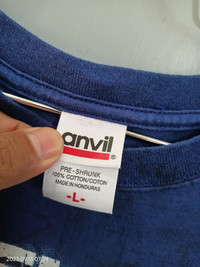 anvil®
PRE-SHRUNK
100% COTTON/COTON
MADE IN HONDURAS
-L-